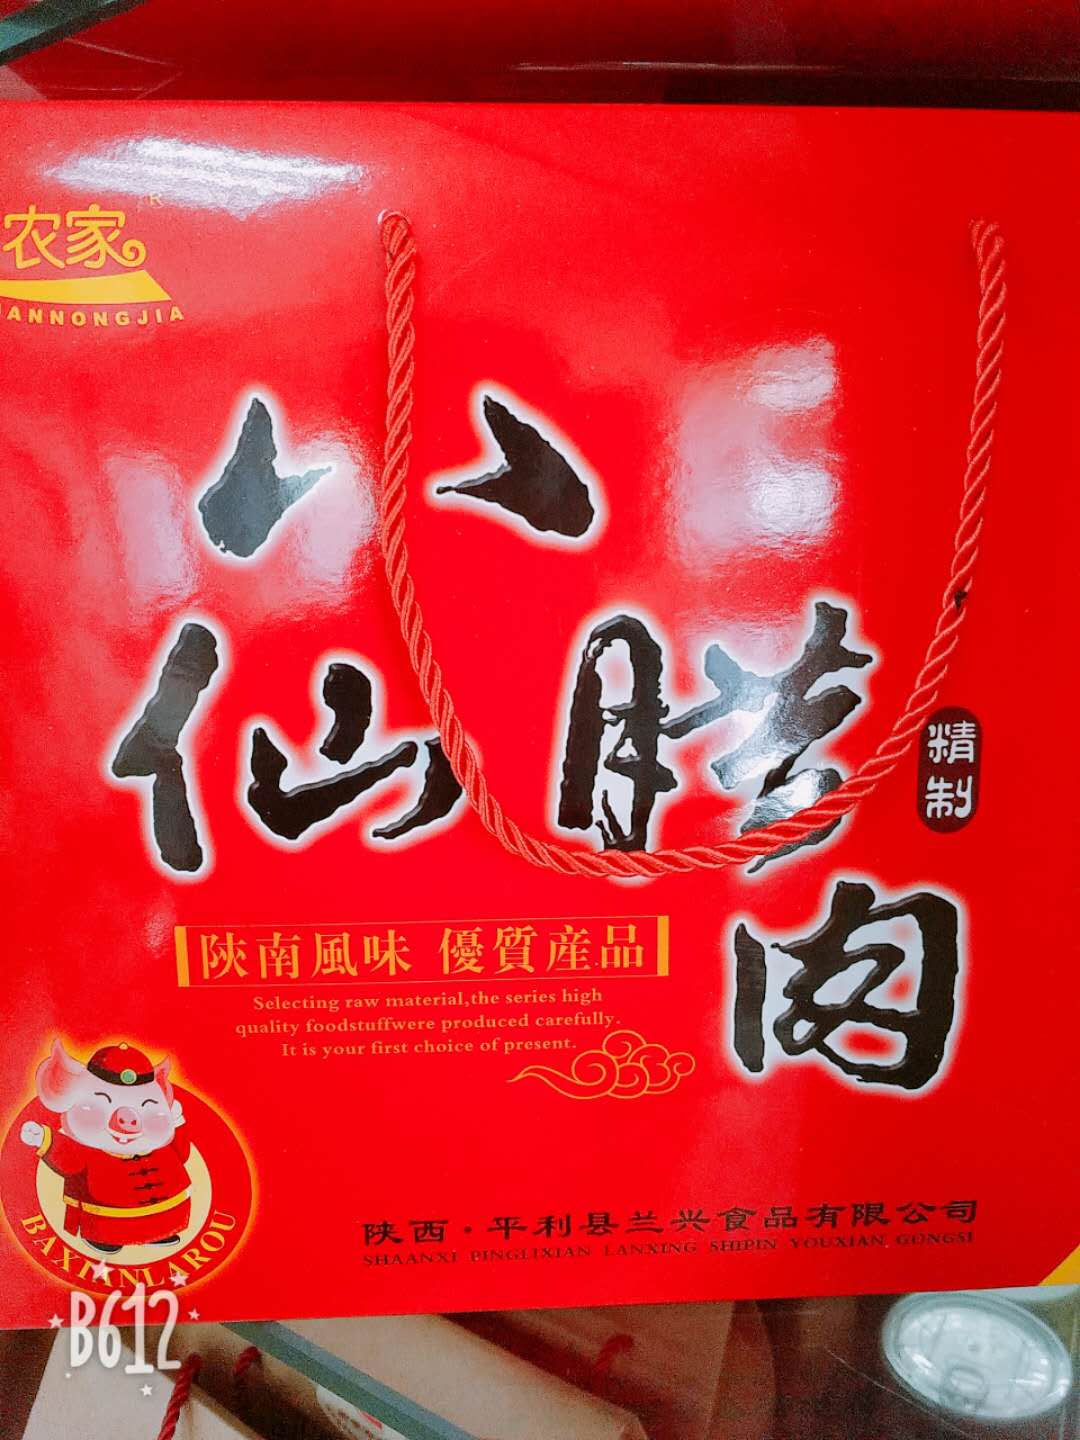 农家
R
ANNONGJIA
八
仙腊
肉
精制
陝南風味 優質産品
Selecting raw material,the series high
quality foodstuffwere produced carefully.
It is your first choice of present.
BAXIANLAROU
陕西·平利县兰兴食品有限公司
SHAANXI PINGLIXIAN LANXING SHIPIN YOUXIAN GONGSI
B612